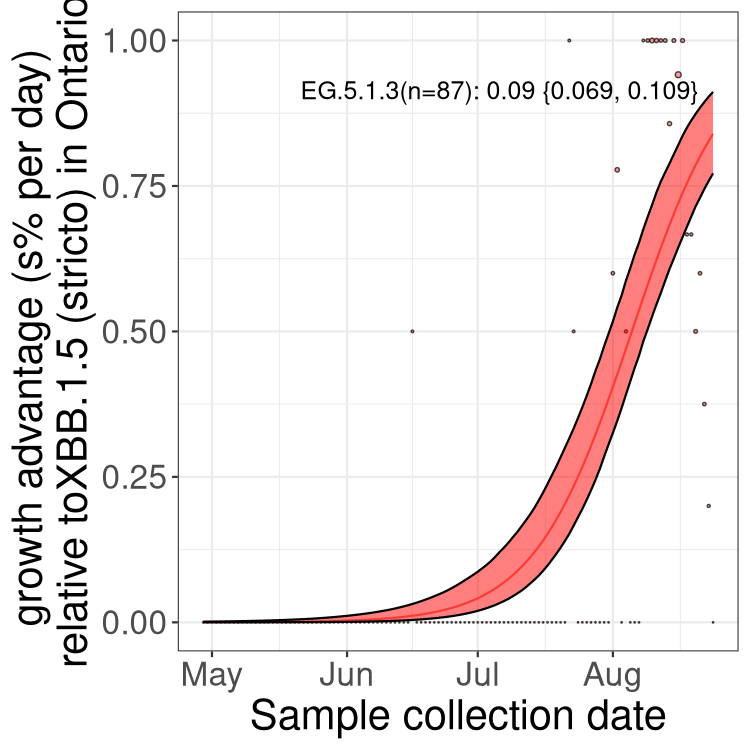 growth advantage (s% per day)
relative toXBB.1.5 (stricto) in Ontario
1.00
0.75
0.50
0.25
0.00
EG.5.1.3(n=87): 0.09 {0.069, 0.109}
May Jun Jul Aug
Sample collection date